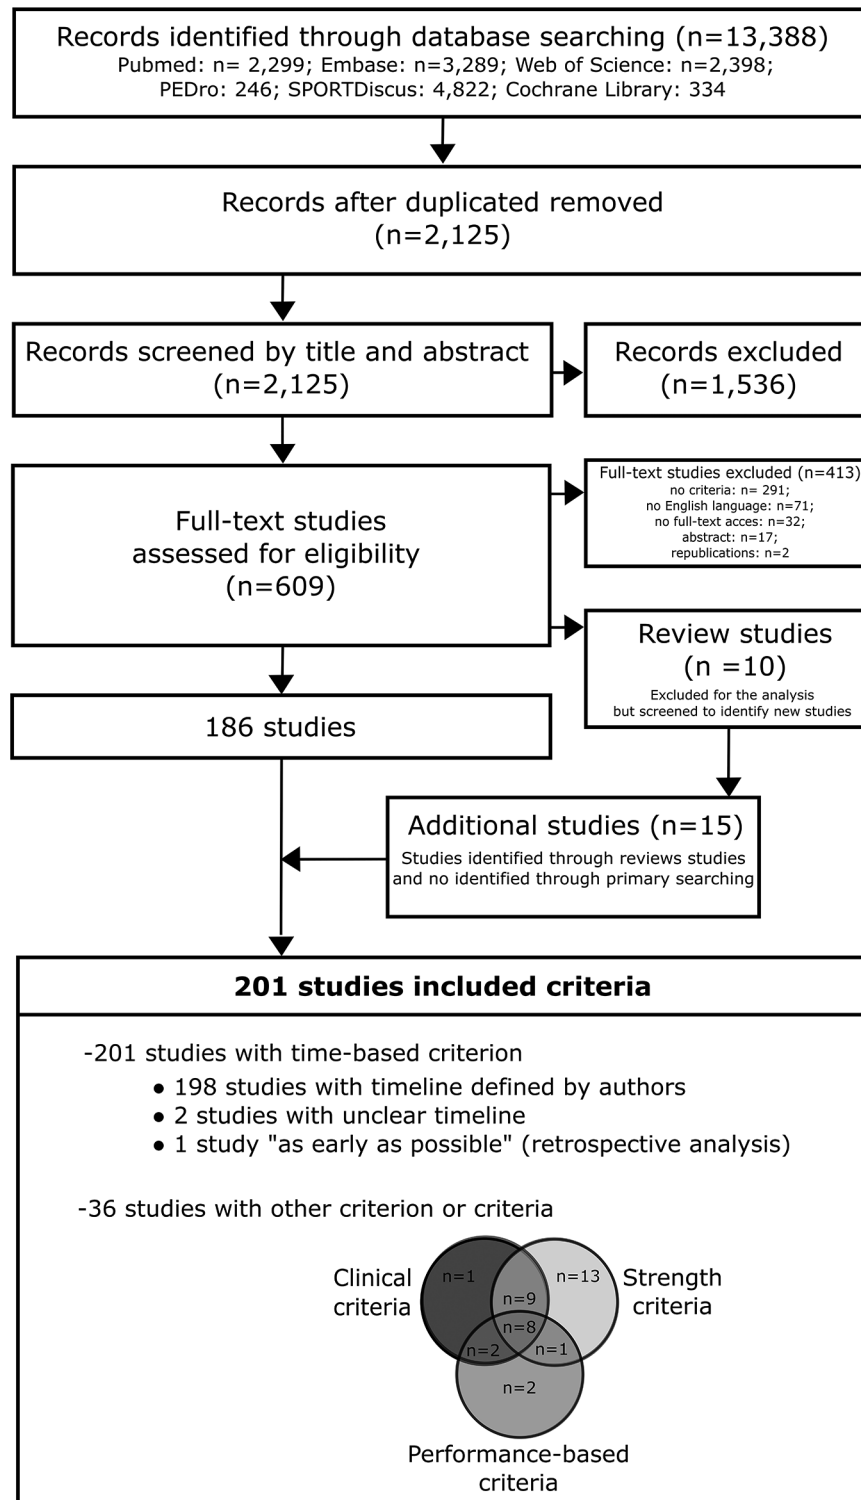 Records identified through database searching (n=13,388)
Pubmed: n= 2,299; Embase: n=3,289; Web of Science: n=2,398;
PEDro: 246; SPORTDiscus: 4,822; Cochrane Library: 334
Records after duplicated removed
(n=2,125)
Records screened by title and abstract
(n=2,125)
Records excluded
(n=1,536)
Full-text studies
assessed for eligibility
(n=609)
Full-text studies excluded (n=413)
no criteria: n= 291;
no English language: n=71;
no full-text acces: n=32;
abstract: n=17;
republications: n=2
Review studies
(n =10)
Excluded for the analysis
but screened to identify new studies
186 studies
Additional studies (n=15)
Studies identified through reviews studies
and no identified through primary searching
201 studies included criteria
-201 studies with time-based criterion
● 198 studies with timeline defined by authors
● 2 studies with unclear timeline
● 1 study "as early as possible" (retrospective analysis)
-36 studies with other criterion or criteria
Clinical
criteria
n=1
n=9
n=13
Strength
criteria
n=8
n=2
n=1
n=2
Performance-based
criteria